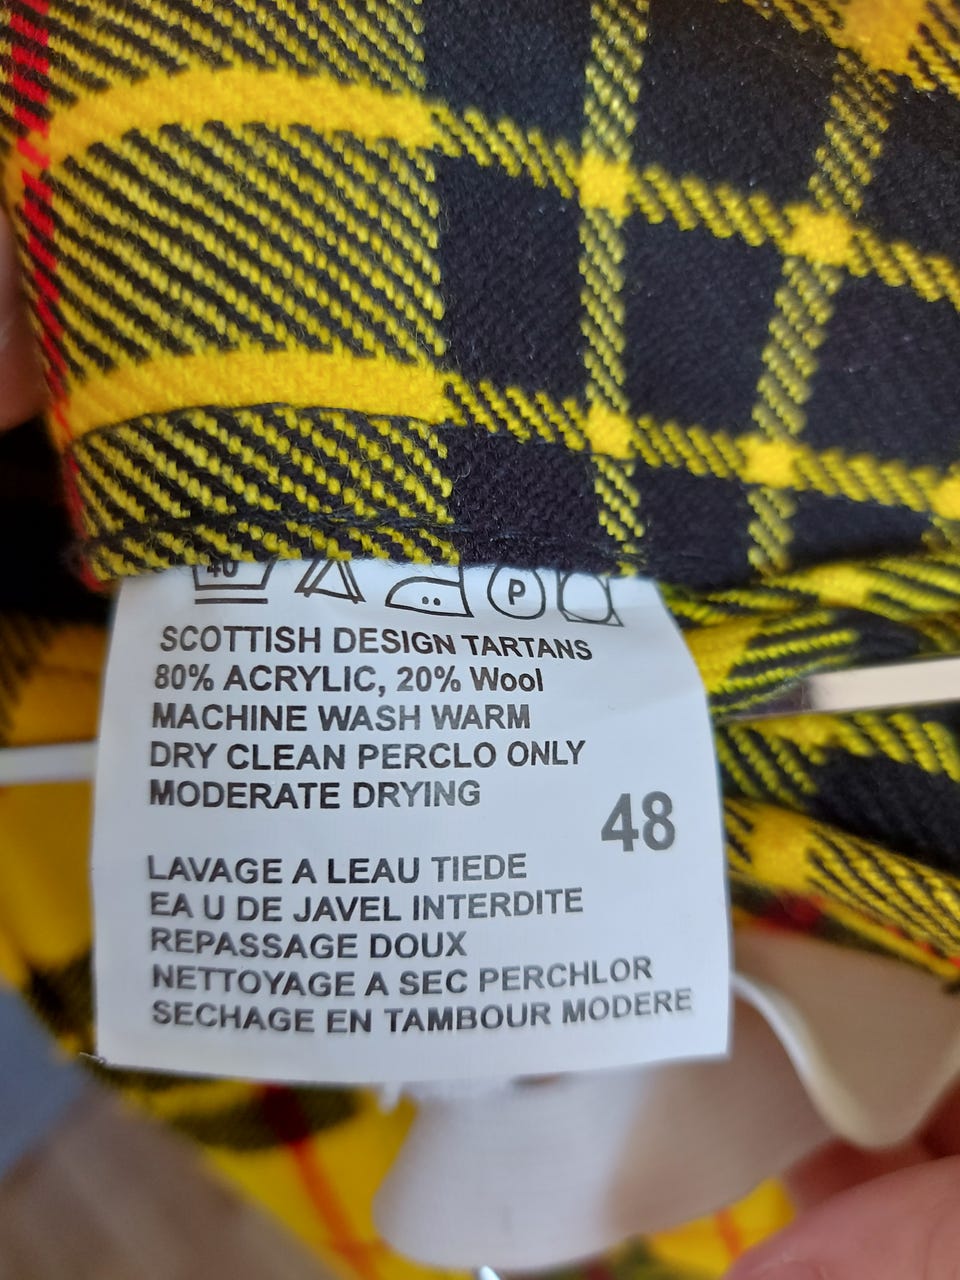 40
P
SCOTTISH DESIGN TARTANS
80% ACRYLIC, 20% Wool
MACHINE WASH WARM
DRY CLEAN PERCLO ONLY
MODERATE DRYING
48
LAVAGE A LEAU TIEDE
EA U DE JAVEL INTERDITE
REPASSAGE DOUX
NETTOYAGE A SEC PERCHLOR
SECHAGE EN TAMBOUR MODERE